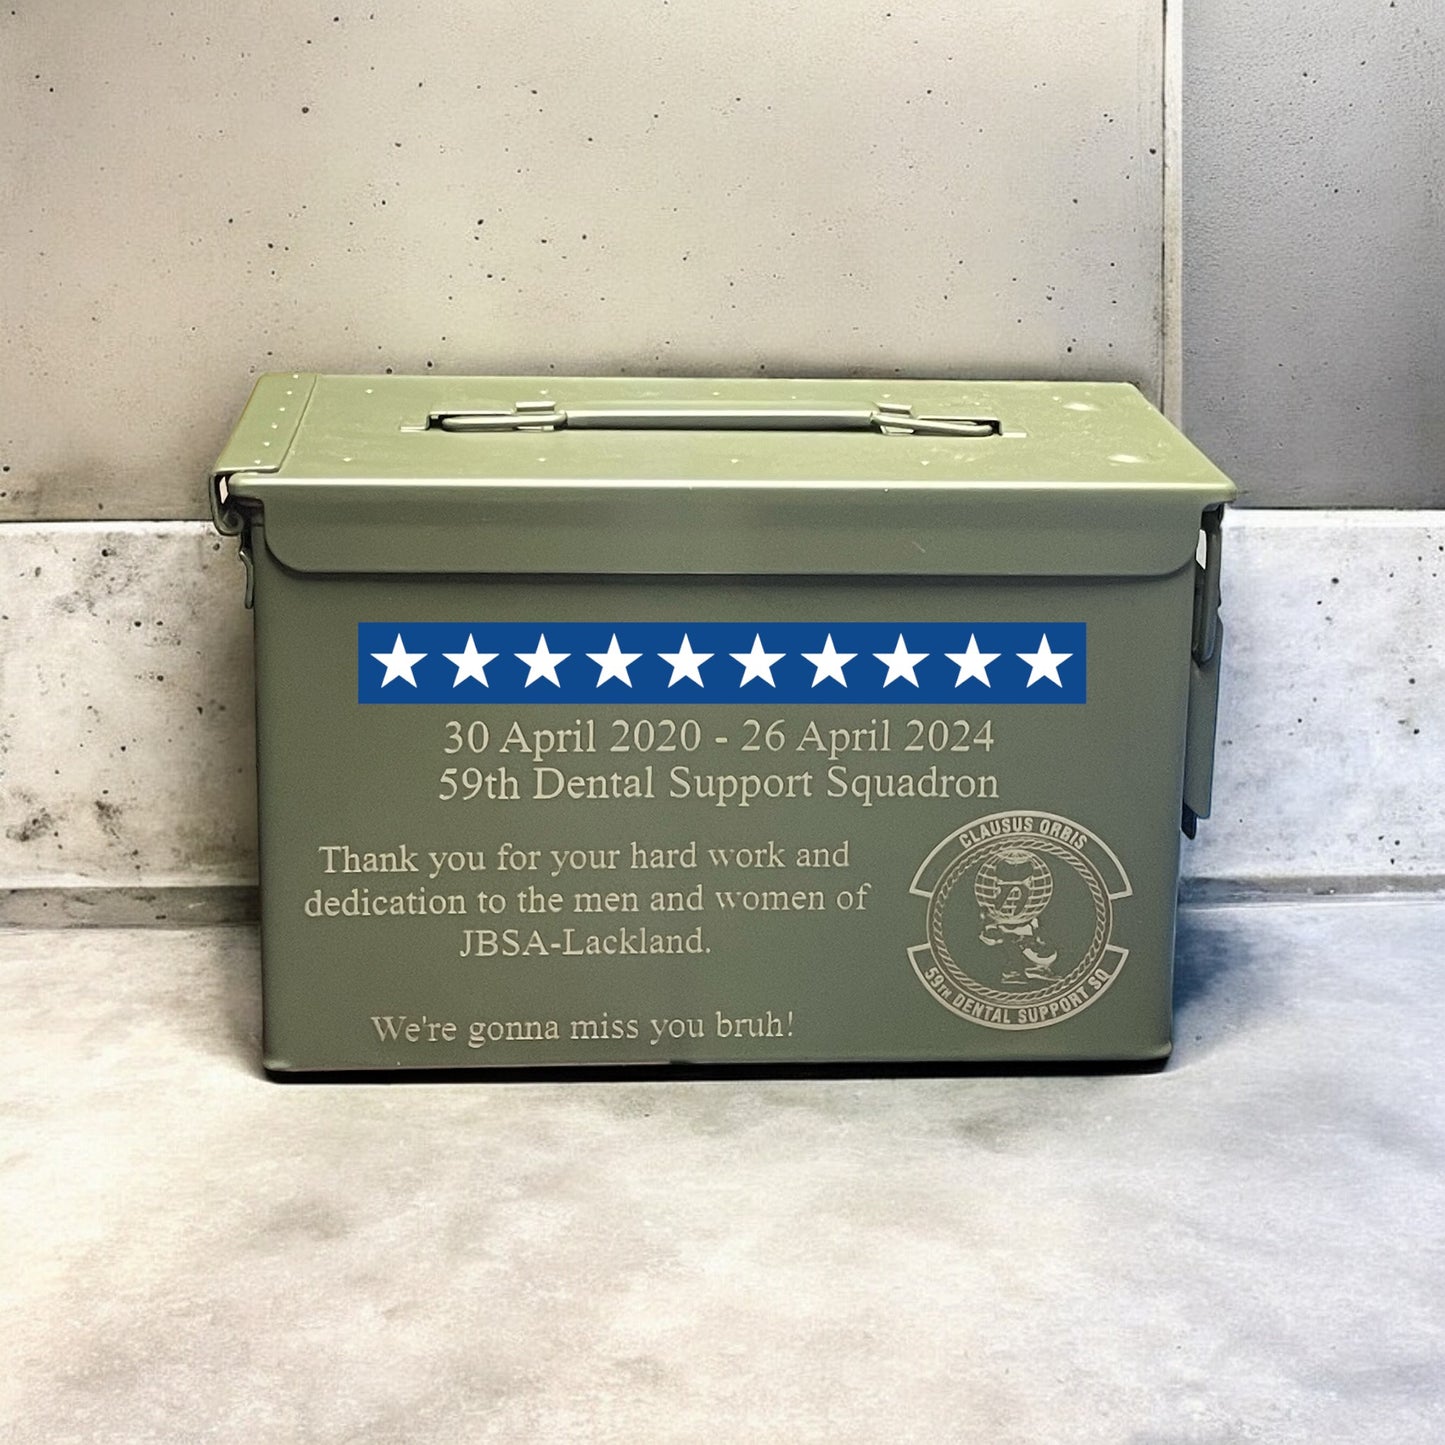 30 April 2020 - 26 April 2024
59th Dental Support Squadron
Thank you for your hard work and
dedication to the men and women of
JBSA-Lackland.
We're gonna miss you bruh!
CLAUSUS ORBIS
59TH DENTAL SUPPORT SQ